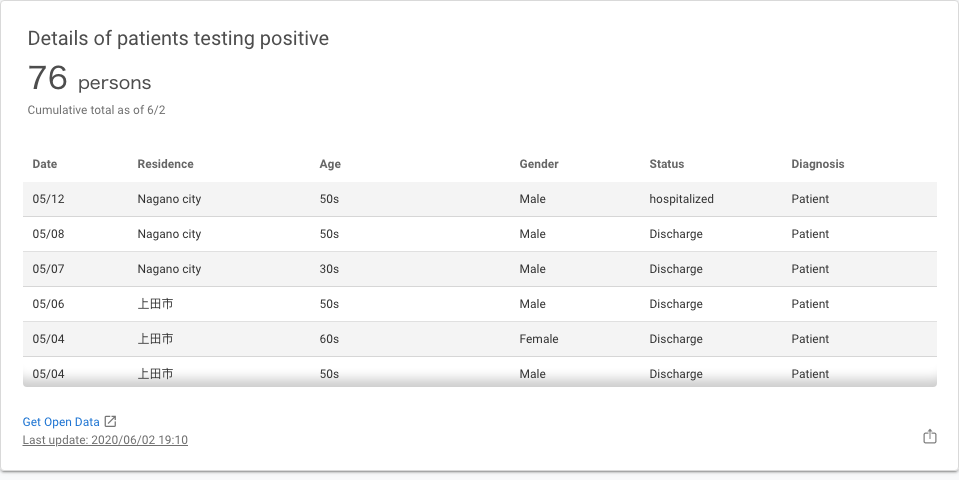 Details of patients testing positive
76 persons
Cumulative total as of 6/2
Date Residence Age Gender Status Diagnosis
05/12 Nagano city 50s Male hospitalized Patient
05/08 Nagano city 50s Male Discharge Patient
05/07 Nagano city 30s Male Discharge Patient
05/06 上田市 50s Male Discharge Patient
05/04 上田市 60s Female Discharge Patient
05/04 上田市 50s Male Discharge Patient
Get Open Data
Last update: 2020/06/02 19:10